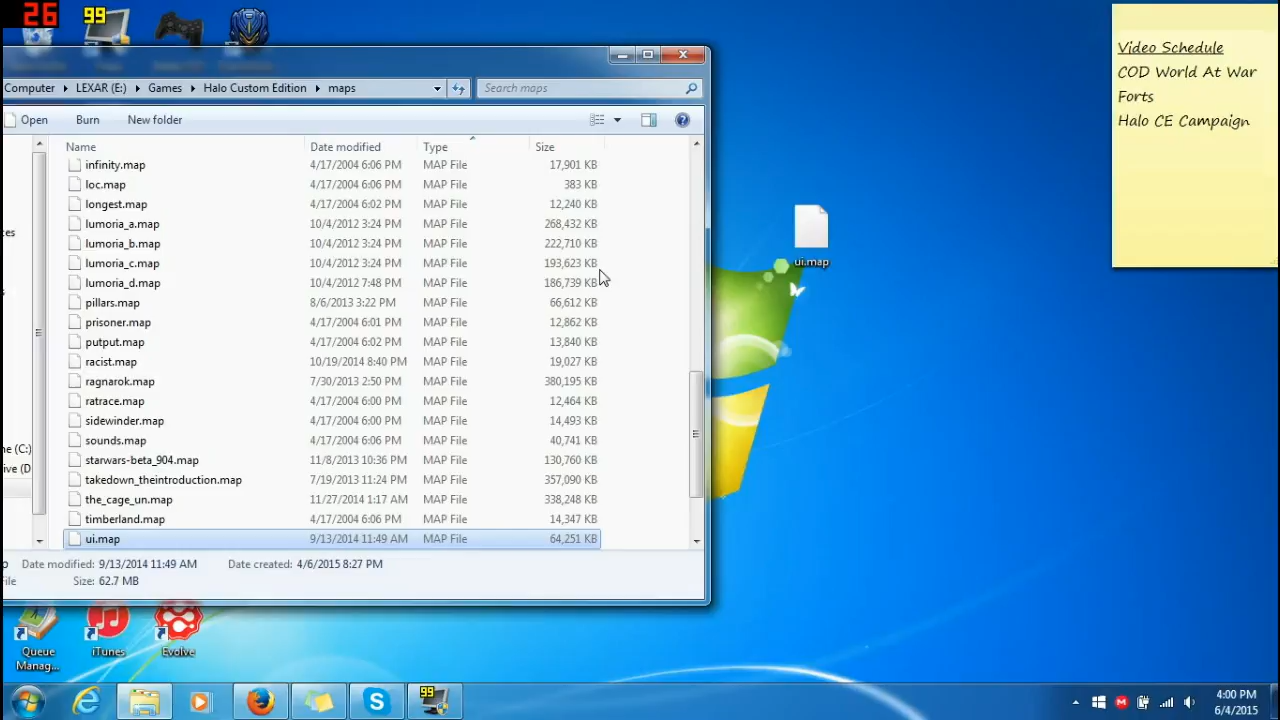 26
99
Video Schedule
COD World At War
Forts
Halo CE Campaign
Computer LEXAR (E:) Games Halo Custom Edition maps
Search maps
Open Burn New folder
Name Date modified Type Size
infinity.map 4/17/2004 6:06 PM MAP File 17,901 KB
loc.map 4/17/2004 6:06 PM MAP File 383 KB
longest.map 4/17/2004 6:02 PM MAP File 12,240 KB
lumoria_a.map 10/4/2012 3:24 PM MAP File 268,432 KB
lumoria_b.map 10/4/2012 3:24 PM MAP File 222,710 KB
lumoria_c.map 10/4/2012 3:24 PM MAP File 193,623 KB
lumoria_d.map 10/4/2012 7:48 PM MAP File 186,739 KB
pillars.map 8/6/2013 3:22 PM MAP File 66,612 KB
prisoner.map 4/17/2004 6:01 PM MAP File 12,862 KB
putput.map 4/17/2004 6:02 PM MAP File 13,840 KB
racist.map 10/19/2014 8:40 PM MAP File 19,027 KB
ragnarok.map 7/30/2013 2:50 PM MAP File 380,195 KB
ratrace.map 4/17/2004 6:00 PM MAP File 12,464 KB
sidewinder.map 4/17/2004 6:00 PM MAP File 14,493 KB
sounds.map 4/17/2004 6:06 PM MAP File 40,741 KB
starwars-beta_904.map 11/8/2013 10:36 PM MAP File 130,760 KB
takedown_theintroduction.map 7/19/2013 11:24 PM MAP File 357,090 KB
the_cage_un.map 11/27/2014 1:17 AM MAP File 338,248 KB
timberland.map 4/17/2004 6:06 PM MAP File 14,347 KB
ui.map 9/13/2014 11:49 AM MAP File 64,251 KB
es
ne (C:)
ive (D
p Date modified: 9/13/2014 11:49 AM Date created: 4/6/2015 8:27 PM
File Size: 62.7 MB
ui.map
Queue Manag...
iTunes
Evolve
99
4:00 PM
6/4/2015